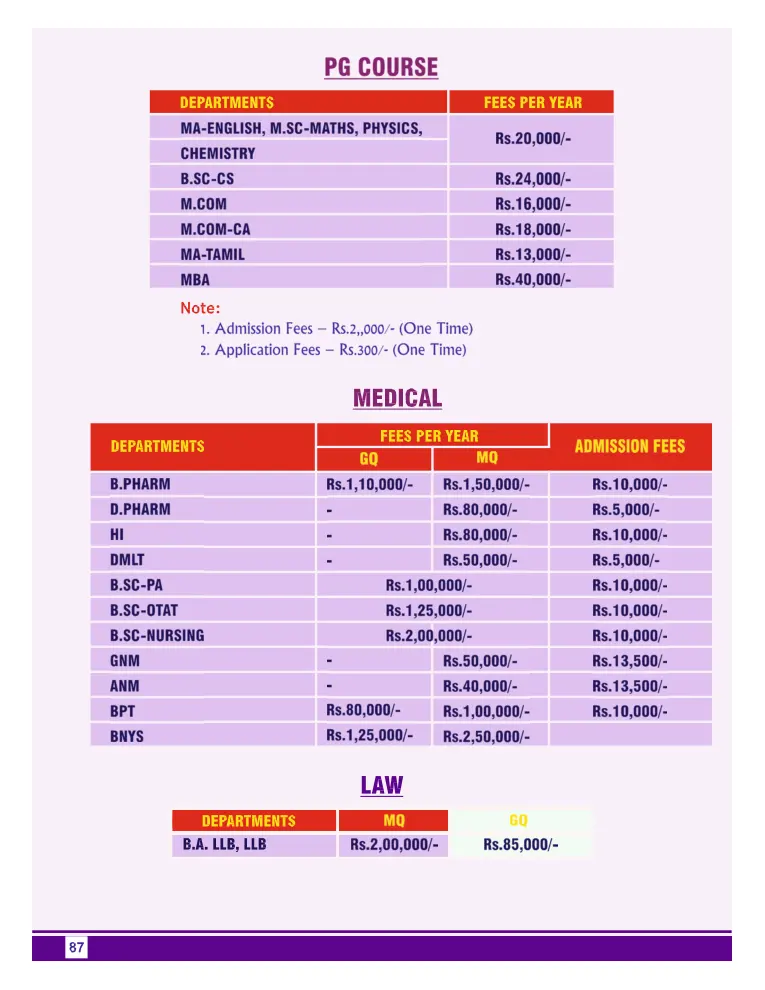 PG COURSE
DEPARTMENTS FEES PER YEAR
MA-ENGLISH, M.SC-MATHS, PHYSICS,
CHEMISTRY Rs.20,000/-
B.SC-CS Rs.24,000/-
M.COM Rs.16,000/-
M.COM-CA Rs.18,000/-
MA-TAMIL Rs.13,000/-
MBA Rs.40,000/-
Note:
1. Admission Fees – Rs.2,,000/- (One Time)
2. Application Fees – Rs.300/- (One Time)
MEDICAL
DEPARTMENTS FEES PER YEAR ADMISSION FEES
GQ MQ
B.PHARM Rs.1,10,000/- Rs.1,50,000/- Rs.10,000/-
D.PHARM - Rs.80,000/- Rs.5,000/-
HI - Rs.80,000/- Rs.10,000/-
DMLT - Rs.50,000/- Rs.5,000/-
B.SC-PA Rs.1,00,000/- Rs.10,000/-
B.SC-OTAT Rs.1,25,000/- Rs.10,000/-
B.SC-NURSING Rs.2,00,000/- Rs.10,000/-
GNM - Rs.50,000/- Rs.13,500/-
ANM - Rs.40,000/- Rs.13,500/-
BPT Rs.80,000/- Rs.1,00,000/- Rs.10,000/-
BNYS Rs.1,25,000/- Rs.2,50,000/-
LAW
DEPARTMENTS MQ GQ
B.A. LLB, LLB Rs.2,00,000/- Rs.85,000/-
87